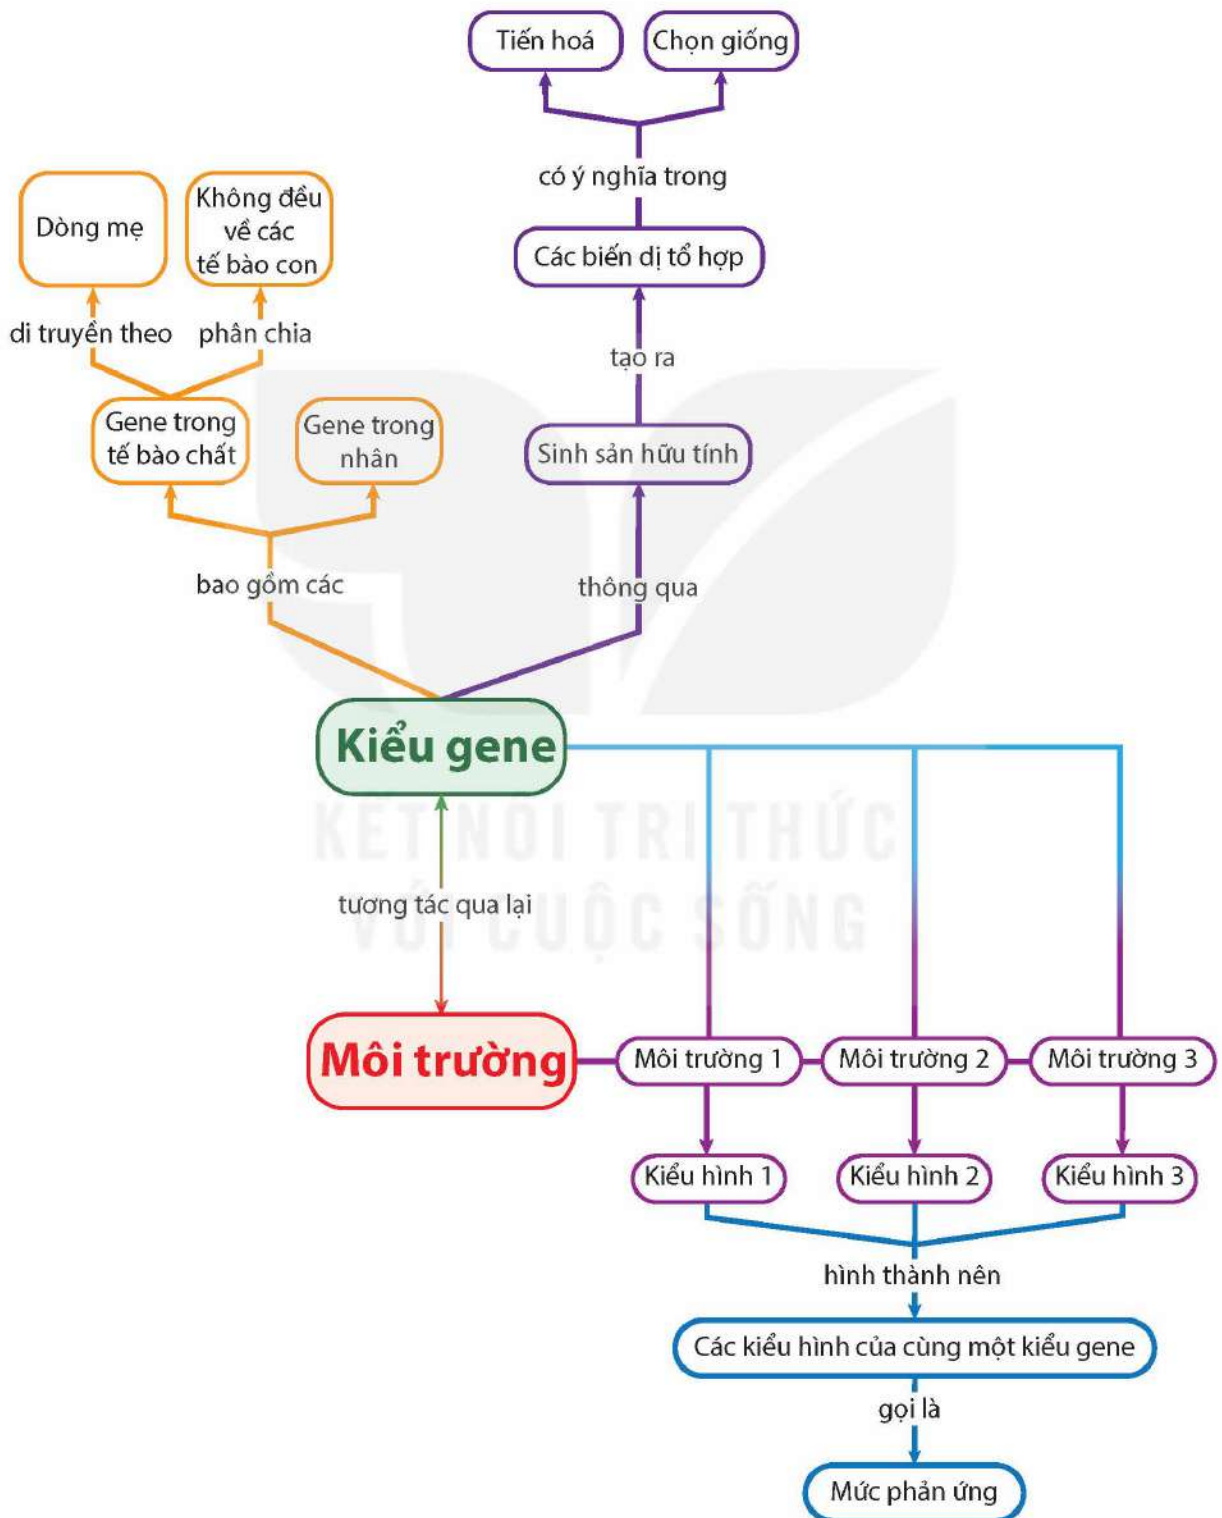 Tiến hoá
Chọn giống
có ý nghĩa trong
Dòng mẹ
Không đều
về các
tế bào con
Các biến dị tổ hợp
di truyền theo
phân chia
tạo ra
Gene trong
tế bào chất
Gene trong
nhân
Sinh sản hữu tính
bao gồm các
thông qua
Kiểu gene
KẾT NỐI TRI THỨC
VỚI CUỘC SỐNG
tương tác qua lại
Môi trường
Môi trường 1
Môi trường 2
Môi trường 3
Kiểu hình 1
Kiểu hình 2
Kiểu hình 3
hình thành nên
Các kiểu hình của cùng một kiểu gene
gọi là
Mức phản ứng